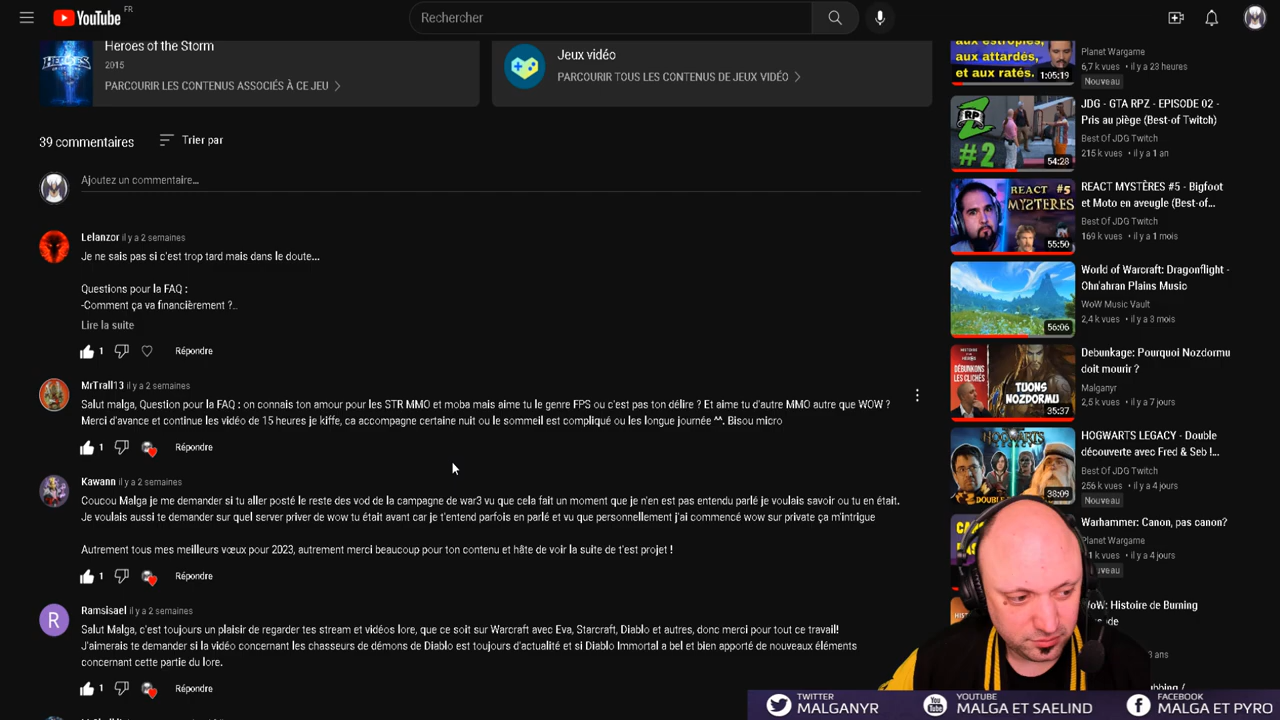 YouTube FR
Rechercher
Heroes of the Storm
2015
PARCOURIR LES CONTENUS ASSOCIÉS À CE JEU
Jeux vidéo
PARCOURIR TOUS LES CONTENUS DE JEUX VIDÉO
39 commentaires
Trier par
Ajoutez un commentaire...
Lelanzor il y a 2 semaines
Je ne sais pas si c'est trop tard mais dans le doute...
Questions pour la FAQ :
-Comment ça va financièrement ?..
Lire la suite
1
Répondre
MrTrall13 il y a 2 semaines
Salut malga, Question pour la FAQ : on connais ton amour pour les STR MMO et moba mais aime tu le genre FPS ou c'est pas ton délire ? Et aime tu d'autre MMO autre que WOW ?
Merci d'avance et continue les vidéo de 15 heures je kiffe, ca accompagne certaine nuit ou le sommeil est compliqué ou les longue journée ^^. Bisou micro
1
Répondre
Kawann il y a 2 semaines
Coucou Malga je me demander si tu aller posté le reste des vod de la campagne de war3 vu que cela fait un moment que je n'en est pas entendu parlé je voulais savoir ou tu en était.
Je voulais aussi te demander sur quel server priver de wow tu était avant car je t'entend parfois en parlé et vu que personnellement j'ai commencé wow sur private ça m'intrigue
Autrement tous mes meilleurs vœux pour 2023, autrement merci beaucoup pour ton contenu et hâte de voir la suite de t'est projet !
1
Répondre
R
Ramsisael il y a 2 semaines
Salut Malga, c'est toujours un plaisir de regarder tes stream et vidéos lore, que ce soit sur Warcraft avec Eva, Starcraft, Diablo et autres, donc merci pour tout ce travail!
J'aimerais te demander si la vidéo concernant les chasseurs de démons de Diablo est toujours d'actualité et si Diablo Immortal a bel et bien apporté de nouveaux éléments
concernant cette partie du lore.
1
Répondre
aux estropiés,
aux attardés,
et aux ratés.
1:05:19
Planet Wargame
6,7 k vues • il y a 23 heures
Nouveau
RP
Z
#2
54:28
JDG - GTA RPZ - EPISODE 02 -
Pris au piège (Best-of Twitch)
Best Of JDG Twitch
215 k vues • il y a 1 an
REACT #5
MYSTERES
55:50
REACT MYSTÈRES #5 - Bigfoot
et Moto en aveugle (Best-of...
Best Of JDG Twitch
169 k vues • il y a 1 mois
56:06
World of Warcraft: Dragonflight -
Ohn'ahran Plains Music
WoW Music Vault
2,4 k vues • il y a 3 mois
DÉBUNKONS
LES CLICHÉS
TUONS
NOZDORMU
35:37
Debunkage: Pourquoi Nozdormu
doit mourir ?
Malganyr
2,5 k vues • il y a 7 jours
38:09
HOGWARTS LEGACY - Double
découverte avec Fred & Seb !...
Best Of JDG Twitch
256 k vues • il y a 4 jours
Nouveau
Warhammer: Canon, pas canon?
Planet Wargame
k vues • il y a 4 jours
WoW: Histoire de Burning
TWITTER
MALGANYR
YOUTUBE
MALGA ET SAELIND
FACEBOOK
MALGA ET PYRO